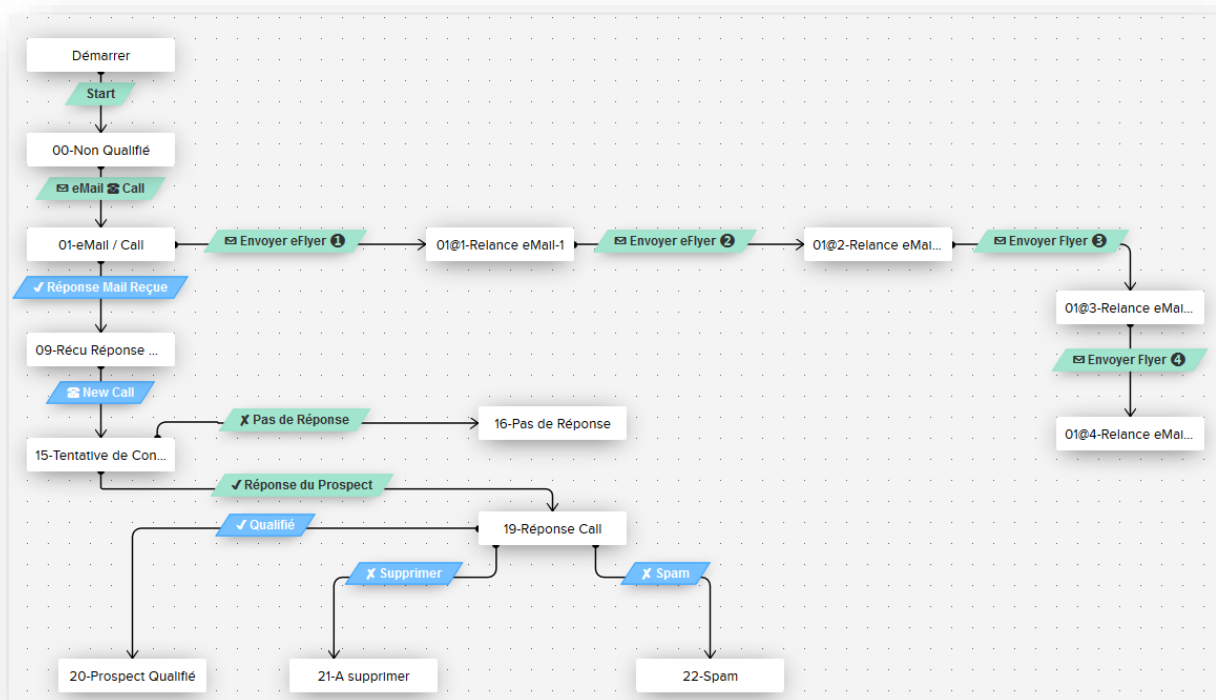 Démarrer
Start
00-Non Qualifié
✉ eMail ☎ Call
01-eMail / Call
✉ Envoyer eFlyer ❶
01@1-Relance eMail-1
✉ Envoyer eFlyer ❷
01@2-Relance eMai...
✉ Envoyer Flyer ❸
✔ Réponse Mail Reçue
01@3-Relance eMai...
09-Récu Réponse ...
✉ Envoyer Flyer ❹
☎ New Call
✘ Pas de Réponse
16-Pas de Réponse
01@4-Relance eMai...
15-Tentative de Con...
✔ Réponse du Prospect
✔ Qualifié
19-Réponse Call
✘ Supprimer
✘ Spam
20-Prospect Qualifié
21-A supprimer
22-Spam